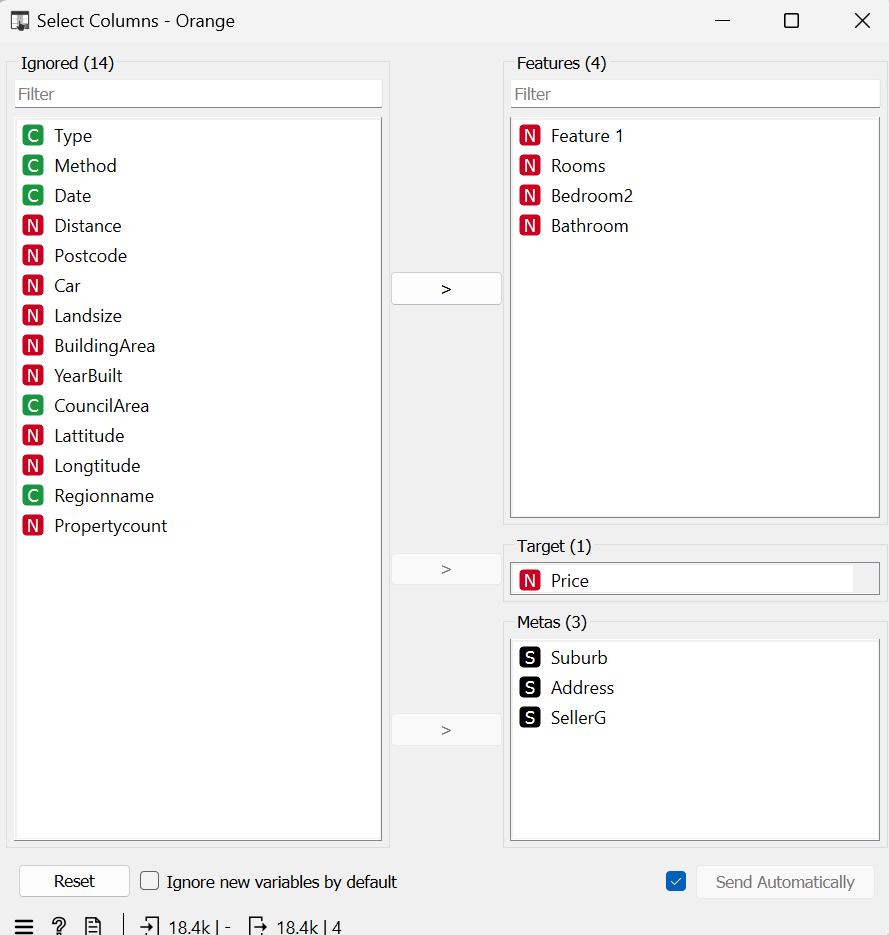 Select Columns - Orange
Ignored (14)
Filter
C Type
C Method
C Date
N Distance
N Postcode
N Car
N Landsize
N BuildingArea
N YearBuilt
C CouncilArea
N Lattitude
N Longtitude
C Regionname
N Propertycount
>
>
>
Features (4)
Filter
N Feature 1
N Rooms
N Bedroom2
N Bathroom
Target (1)
N Price
Metas (3)
S Suburb
S Address
S SellerG
Reset
Ignore new variables by default
Send Automatically
? 18.4k | - 18.4k | 4